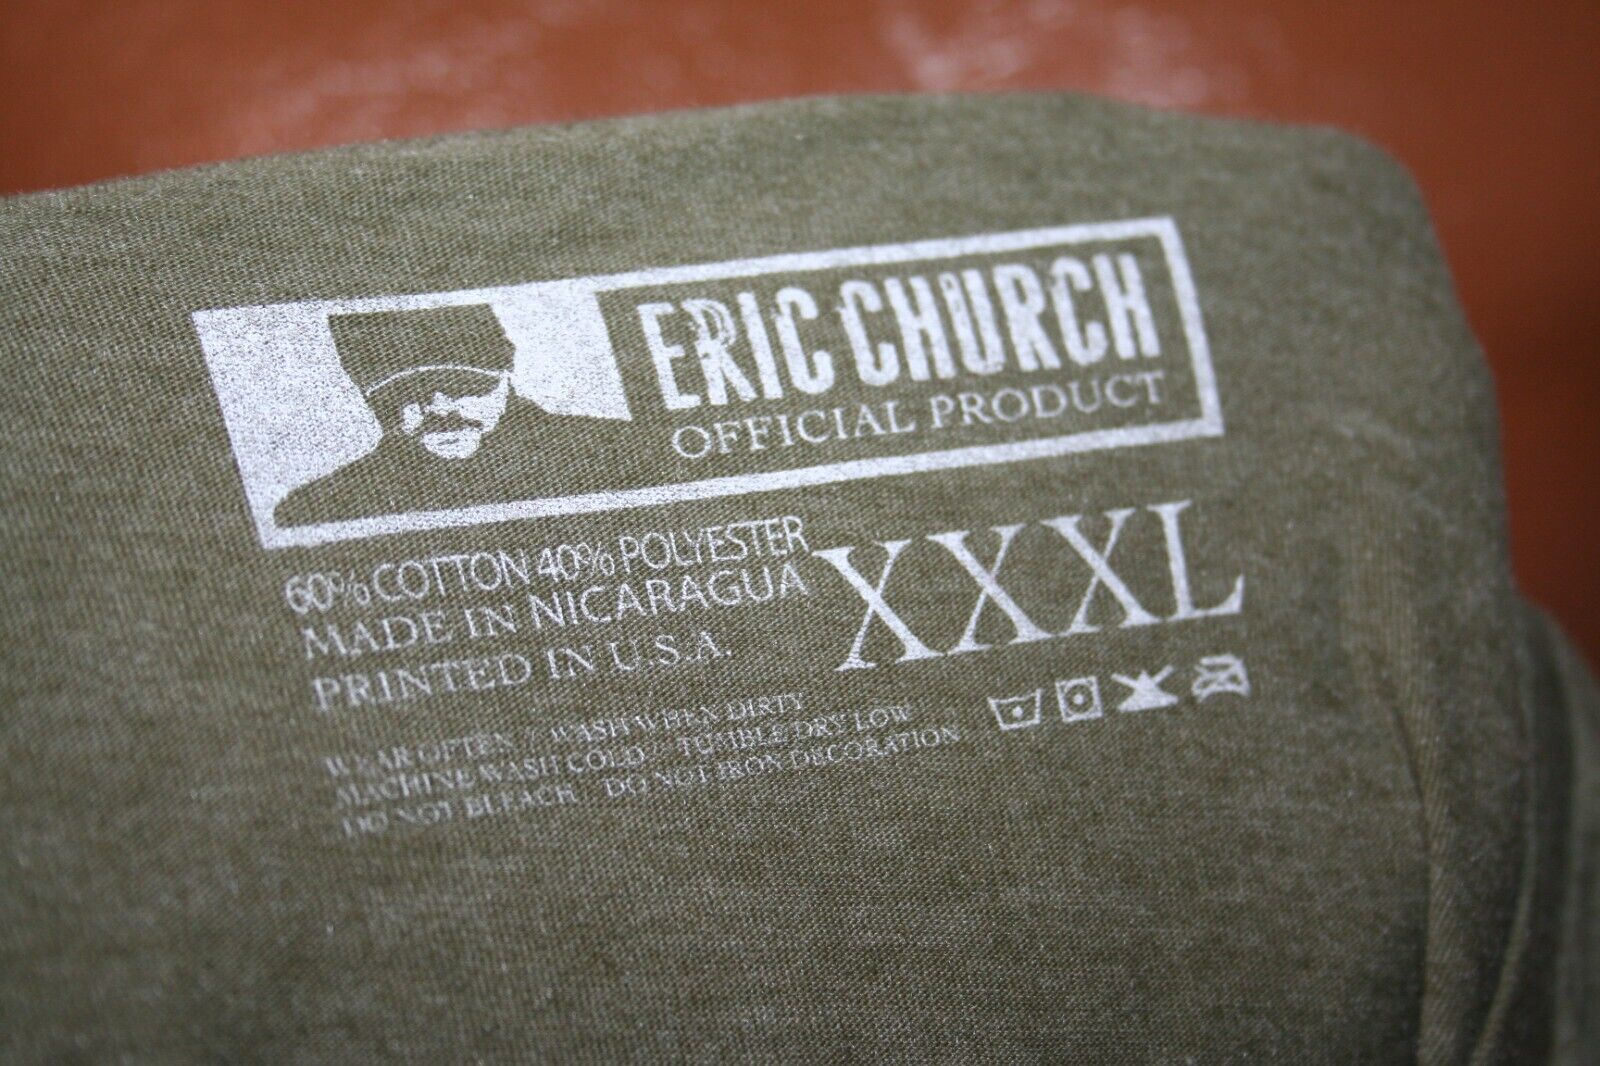 ERIC CHURCH
OFFICIAL PRODUCT
60% COTTON 40% POLYESTER
MADE IN NICARAGUA
PRINTED IN U.S.A.
XXXL
WEAR OFTEN / WASH WHEN DIRTY
MACHINE WASH COLD / TUMBLE DRY LOW
DO NOT BLEACH DO NOT IRON DECORATION